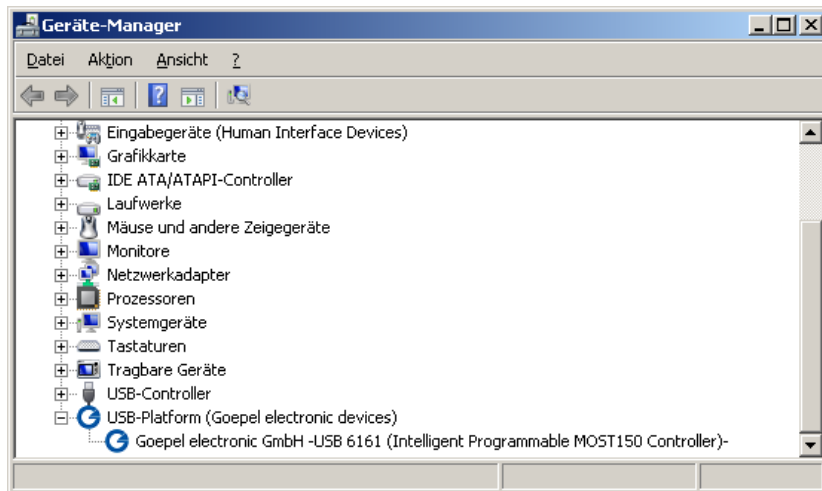 Geräte-Manager
Datei Aktion Ansicht ?
Eingabegeräte (Human Interface Devices)
Grafikkarte
IDE ATA/ATAPI-Controller
Laufwerke
Mäuse und andere Zeigegeräte
Monitore
Netzwerkadapter
Prozessoren
Systemgeräte
Tastaturen
Tragbare Geräte
USB-Controller
USB-Platform (Goepel electronic devices)
Goepel electronic GmbH -USB 6161 (Intelligent Programmable MOST150 Controller)-